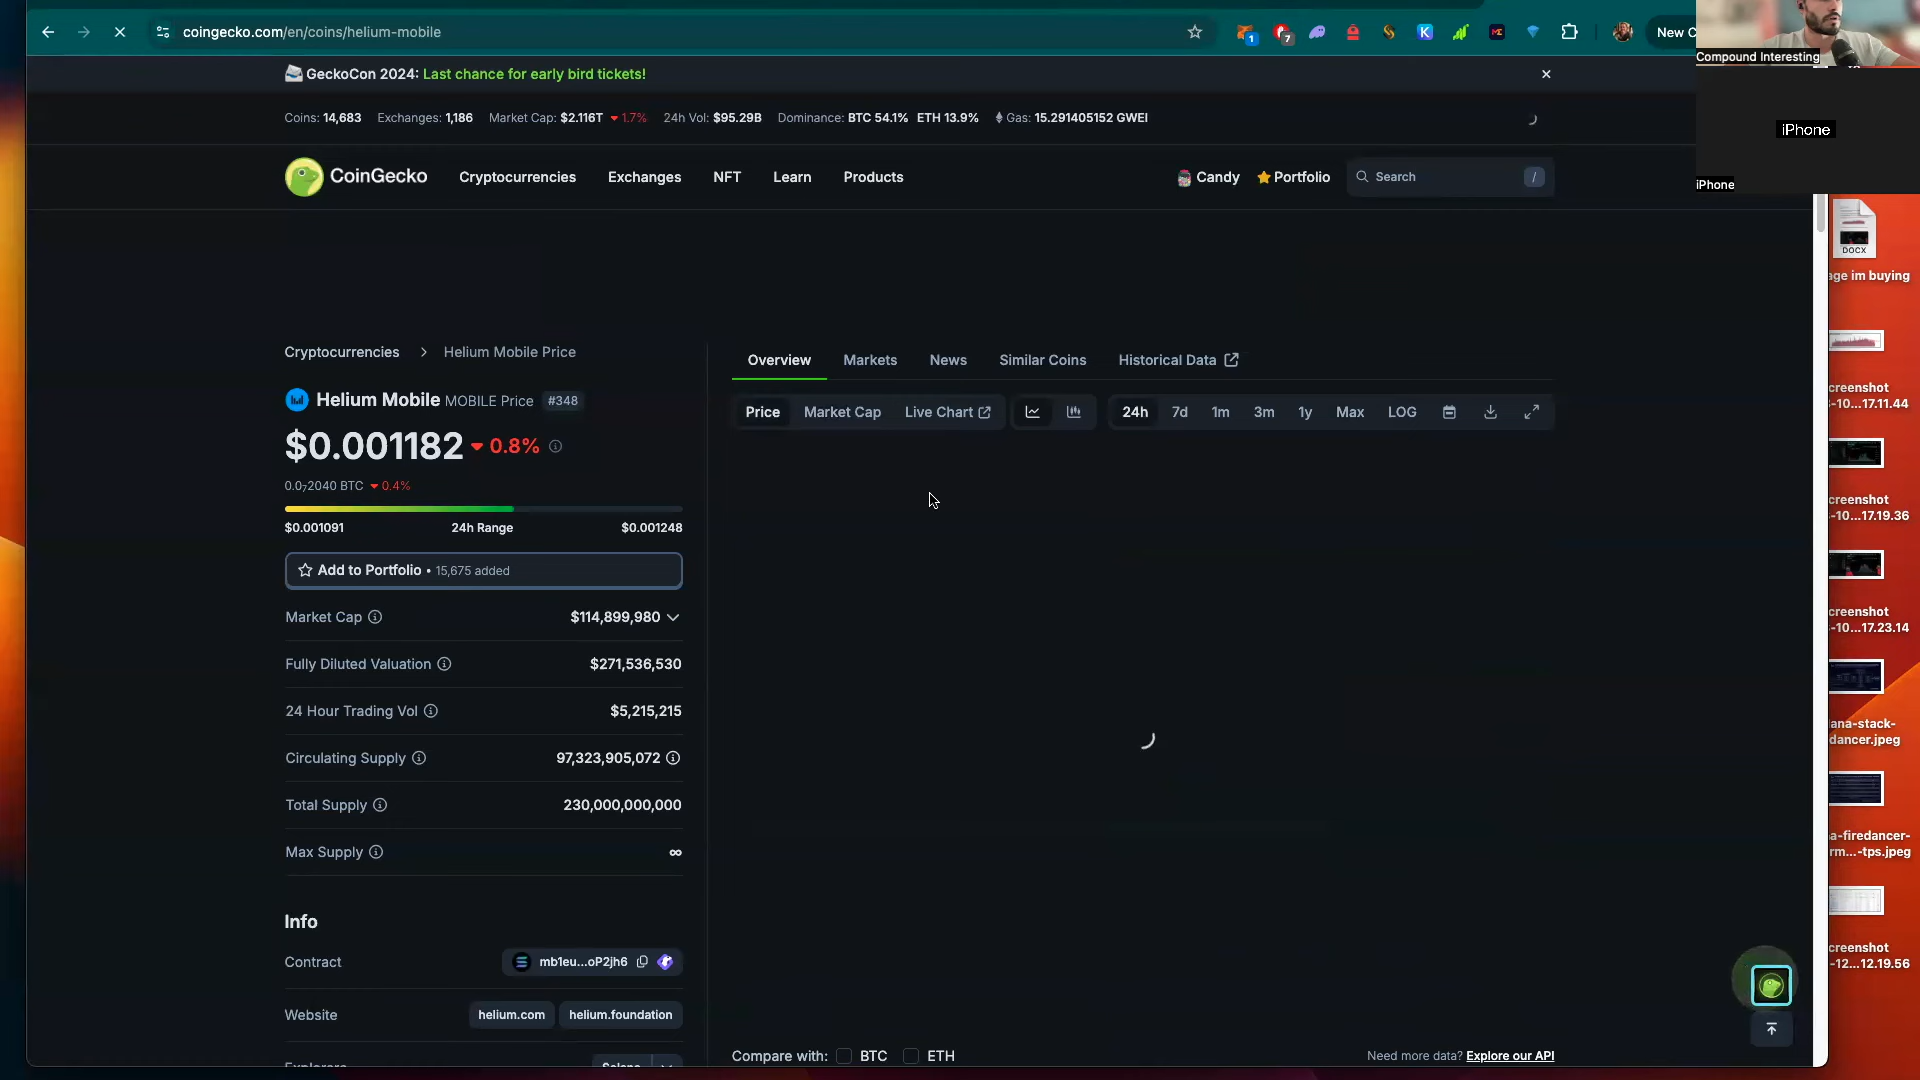 coingecko.com/en/coins/helium-mobile
1
7
New C
Compound Interesting
GeckoCon 2024: Last chance for early bird tickets!
Coins: 14,683 Exchanges: 1,186 Market Cap: $2.116T 1.7% 24h Vol: $95.29B Dominance: BTC 54.1% ETH 13.9% Gas: 15.291405152 GWEI
iPhone
iPhone
CoinGecko Cryptocurrencies Exchanges NFT Learn Products Candy Portfolio Search /
DOCX
age im buying
Cryptocurrencies > Helium Mobile Price
Overview Markets News Similar Coins Historical Data
Helium Mobile MOBILE Price #348
Price Market Cap Live Chart 24h 7d 1m 3m 1y Max LOG
creenshot
-10...17.11.44
$0.001182 0.8%
0.0₇2040 BTC 0.4%
$0.001091 24h Range $0.001248
creenshot
-10...17.19.36
Add to Portfolio • 15,675 added
Market Cap $114,899,980
creenshot
-10...17.23.14
Fully Diluted Valuation $271,536,530
24 Hour Trading Vol $5,215,215
ana-stack-
dancer.jpeg
Circulating Supply 97,323,905,072
Total Supply 230,000,000,000
a-firedancer-
rm...-tps.jpeg
Max Supply ∞
Info
Contract mb1eu...oP2jh6
creenshot
-12...12.19.56
Website helium.com helium.foundation
Explorers Solana
Compare with: BTC ETH
Need more data? Explore our API